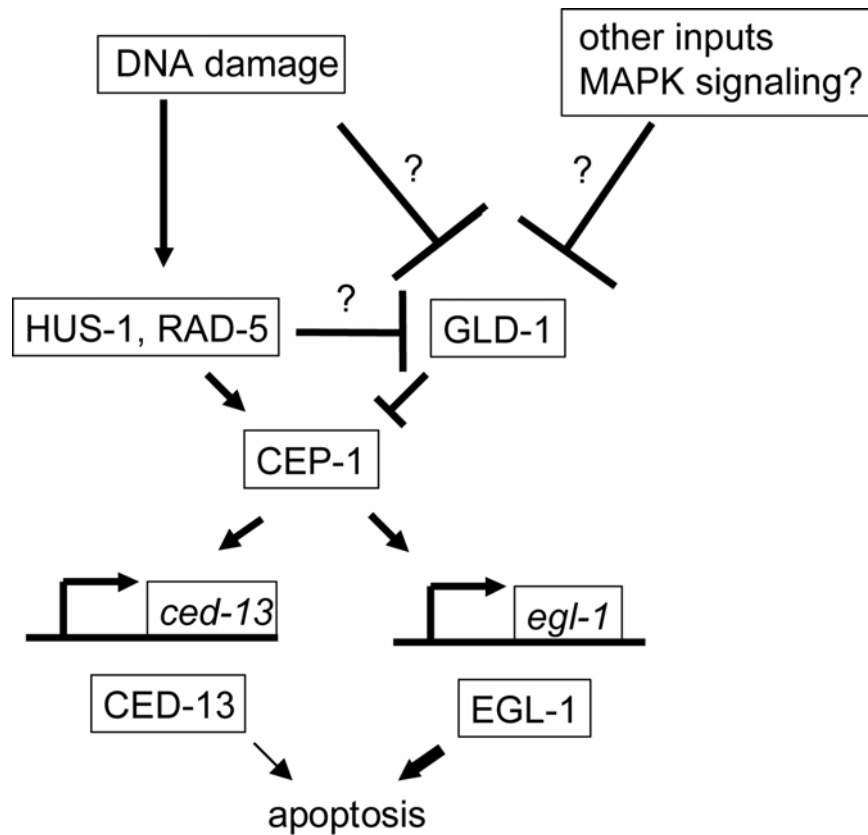 DNA damage
other inputs
MAPK signaling?
?
?
?
HUS-1, RAD-5
GLD-1
CEP-1
ced-13
egl-1
CED-13
EGL-1
apoptosis